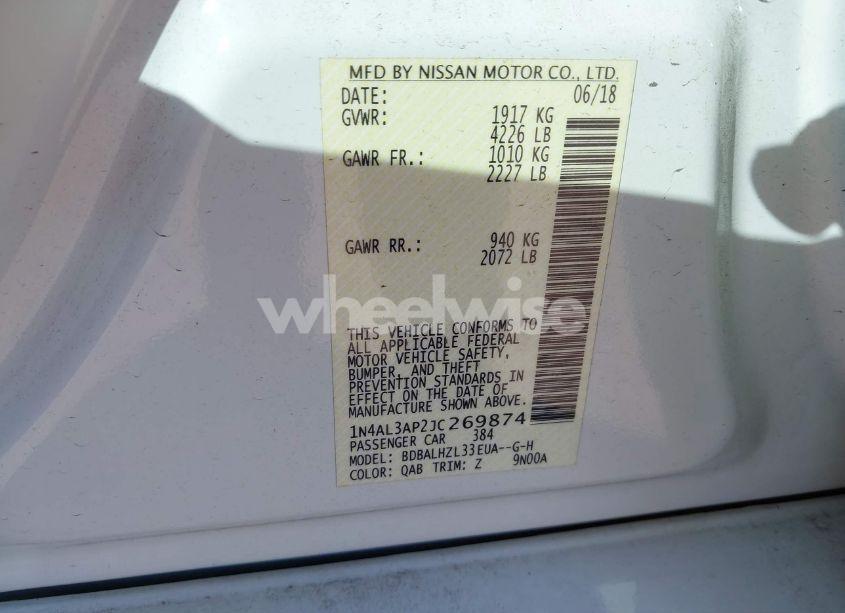 MFD BY NISSAN MOTOR CO., LTD.
DATE: 06/18
GVWR: 1917 KG
4226 LB
GAWR FR.: 1010 KG
2227 LB
GAWR RR.: 940 KG
2072 LB
wheelwise
THIS VEHICLE CONFORMS TO
ALL APPLICABLE FEDERAL
MOTOR VEHICLE SAFETY,
BUMPER, AND THEFT
PREVENTION STANDARDS IN
EFFECT ON THE DATE OF
MANUFACTURE SHOWN ABOVE.
1N4AL3AP2JC269874
PASSENGER CAR 384
MODEL: BDBALHZL33EUA--G-H
COLOR: QAB TRIM: Z 9N00A